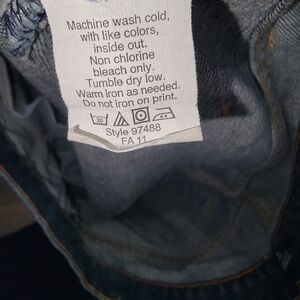 Machine wash cold,
with like colors,
inside out.
Non chlorine
bleach only.
Tumble dry low.
Warm iron as needed.
Do not iron on print.
30
Style 97488
FA 11